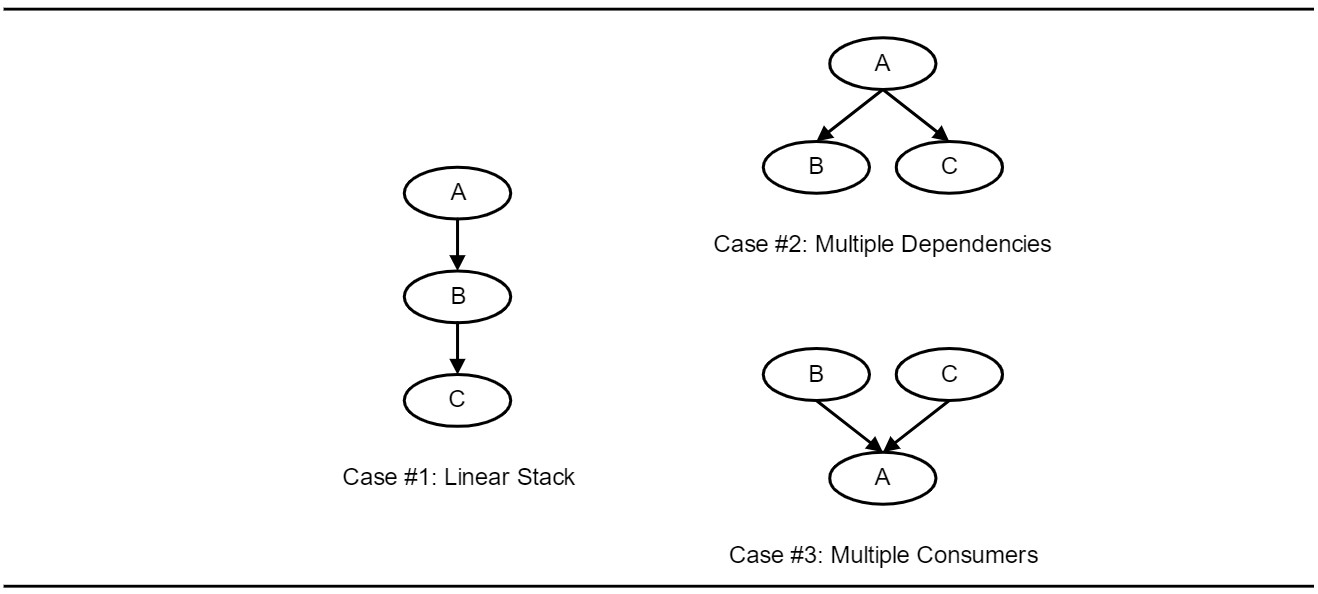 A
B
C
Case #1: Linear Stack
A
B
C
Case #2: Multiple Dependencies
B
C
A
Case #3: Multiple Consumers